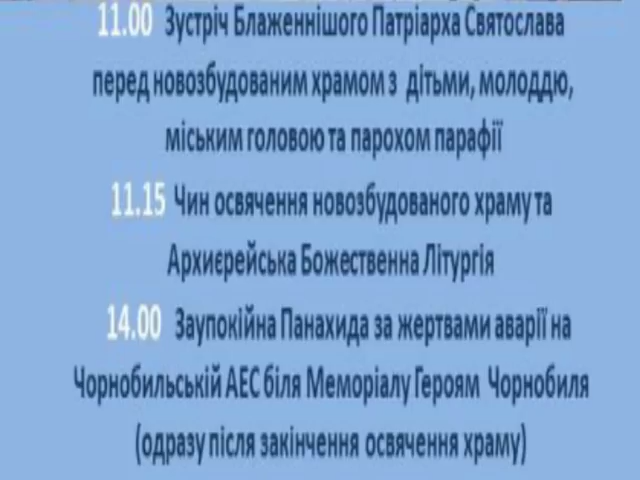 11.00 Зустріч Блаженнішого Патріарха Святослава
перед новозбудованим храмом з дітьми, молоддю,
міським головою та парохом парафії
11.15 Чин освячення новозбудованого храму та
Архиєрейська Божественна Літургія
14.00 Заупокійна Панахида за жертвами аварії на
Чорнобильській АЕС біля Меморіалу Героям Чорнобиля
(одразу після закінчення освячення храму)